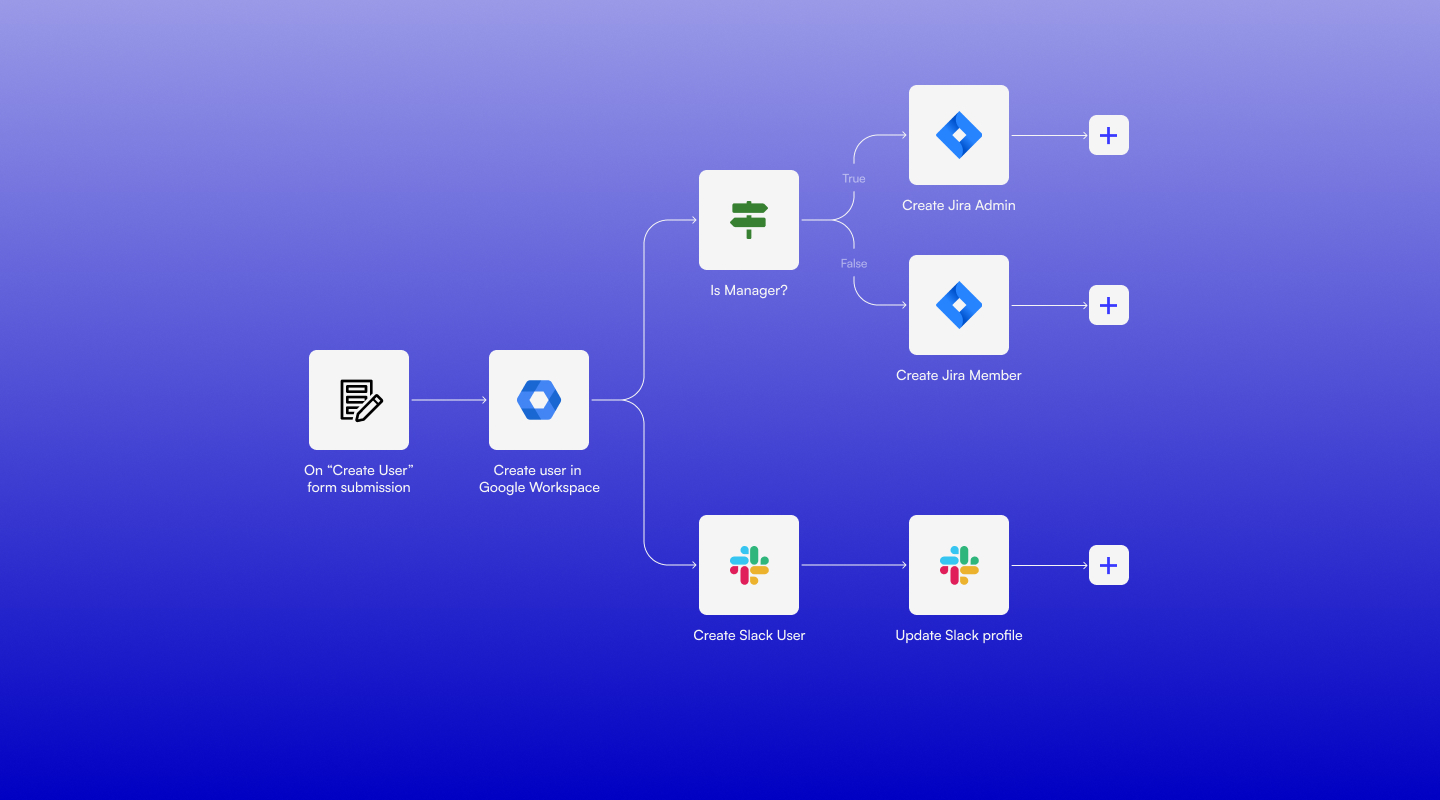 True
Create Jira Admin
False
Is Manager?
Create Jira Member
On “Create User”
form submission
Create user in
Google Workspace
Create Slack User
Update Slack profile